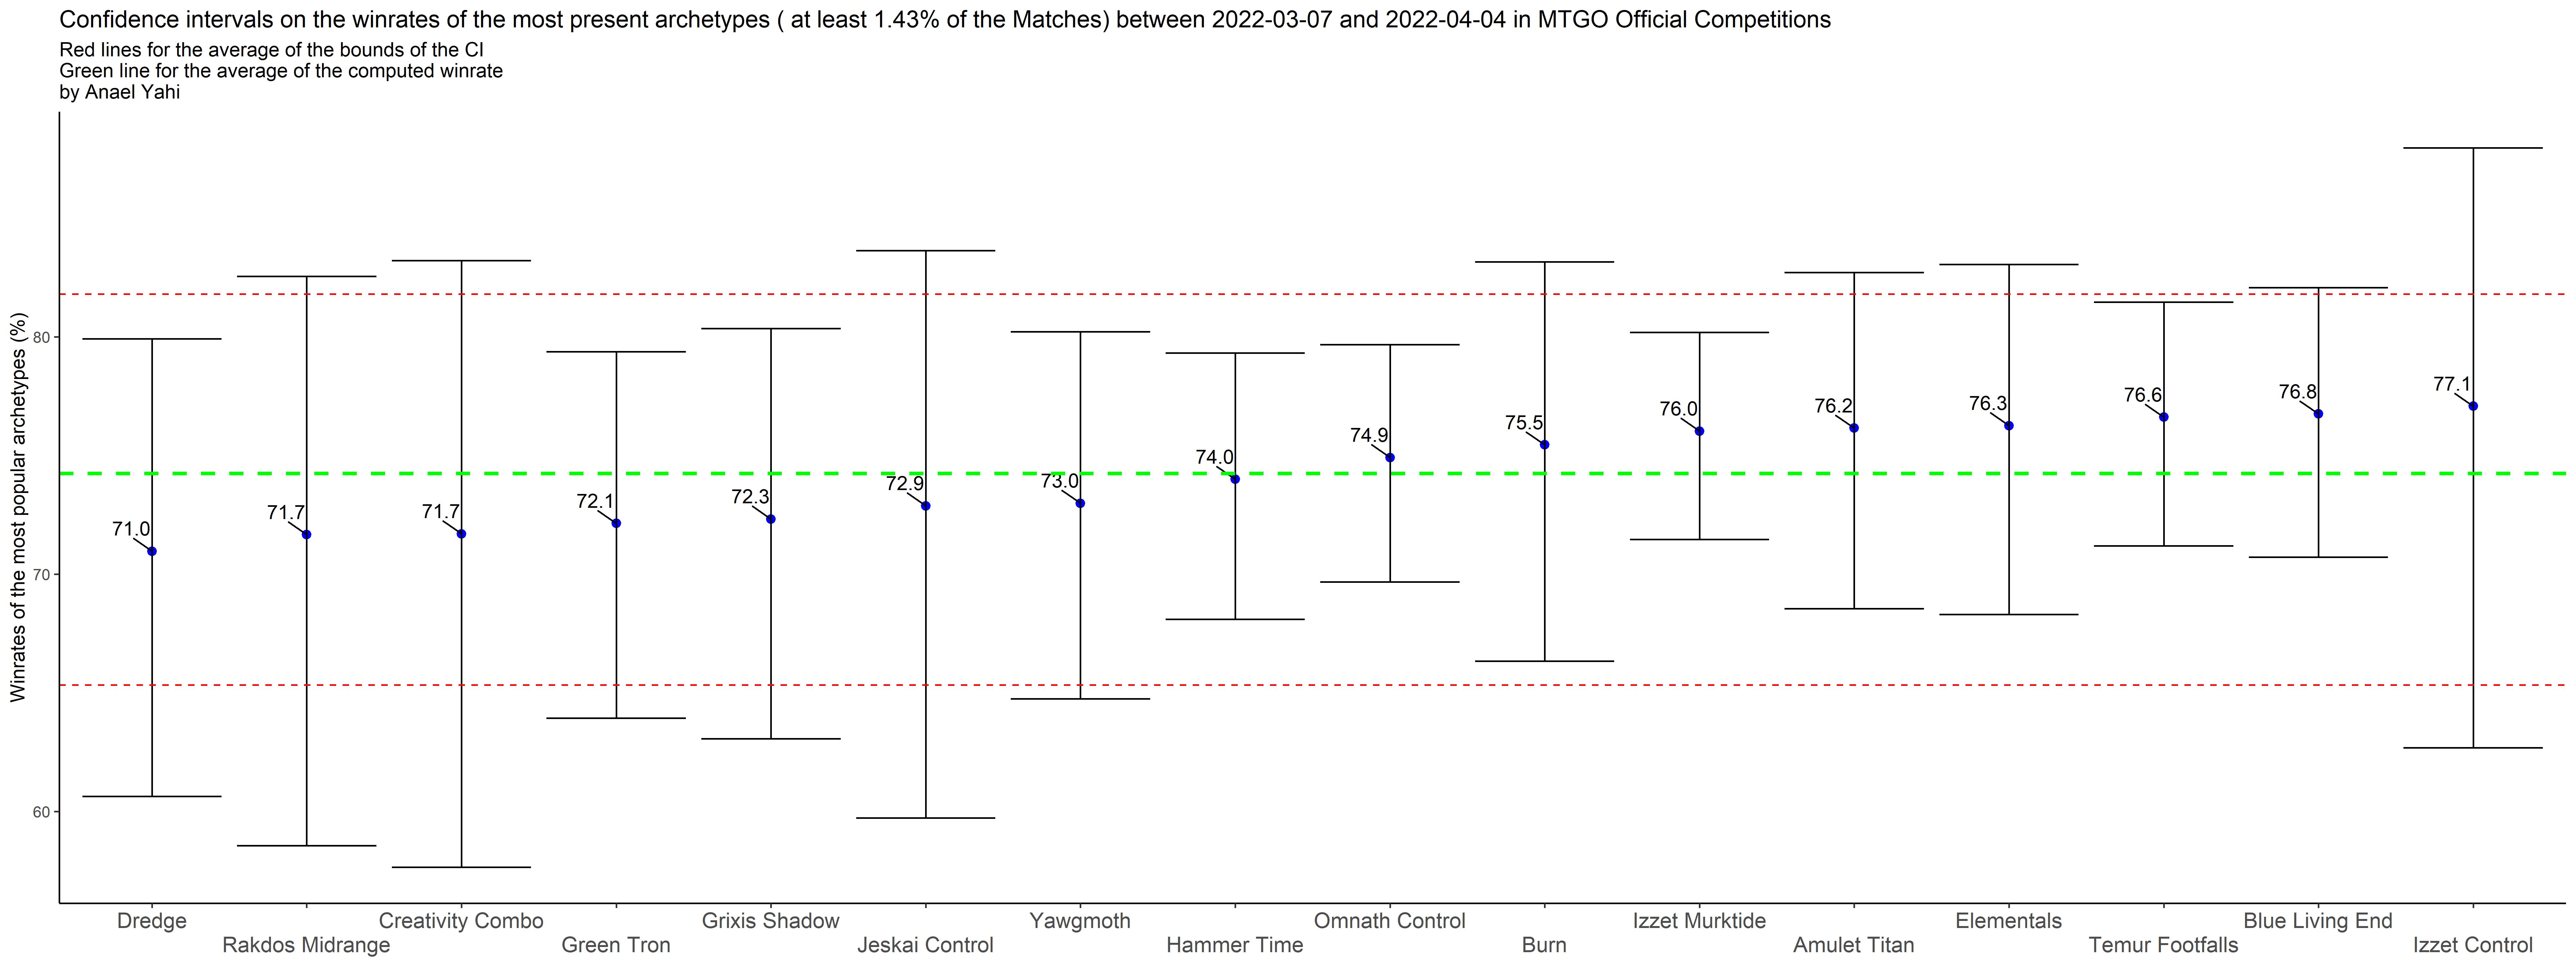 Confidence intervals on the winrates of the most present archetypes ( at least 1.43% of the Matches) between 2022-03-07 and 2022-04-04 in MTGO Official Competitions
Red lines for the average of the bounds of the CI
Green line for the average of the computed winrate
by Anael Yahi
Winrates of the most popular archetypes (%)
80
70
60
71.0
71.7
71.7
72.1
72.3
72.9
73.0
74.0
74.9
75.5
76.0
76.2
76.3
76.6
76.8
77.1
Dredge
Rakdos Midrange
Creativity Combo
Green Tron
Grixis Shadow
Jeskai Control
Yawgmoth
Hammer Time
Omnath Control
Burn
Izzet Murktide
Amulet Titan
Elementals
Temur Footfalls
Blue Living End
Izzet Control